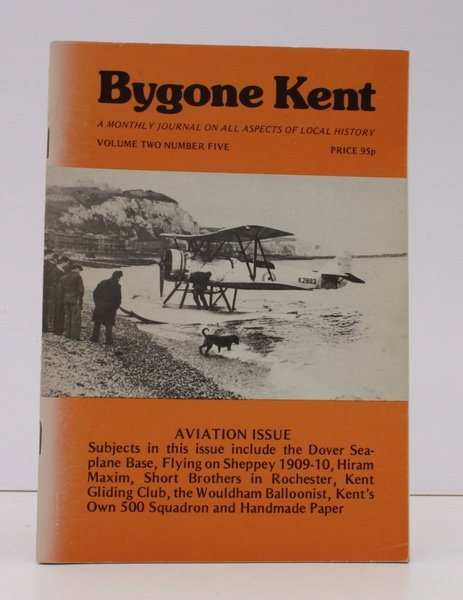 Bygone Kent
A MONTHLY JOURNAL ON ALL ASPECTS OF LOCAL HISTORY
VOLUME TWO NUMBER FIVE PRICE 95p
K2893
AVIATION ISSUE
Subjects in this issue include the Dover Sea-
plane Base, Flying on Sheppey 1909-10, Hiram
Maxim, Short Brothers in Rochester, Kent
Gliding Club, the Wouldham Balloonist, Kent's
Own 500 Squadron and Handmade Paper